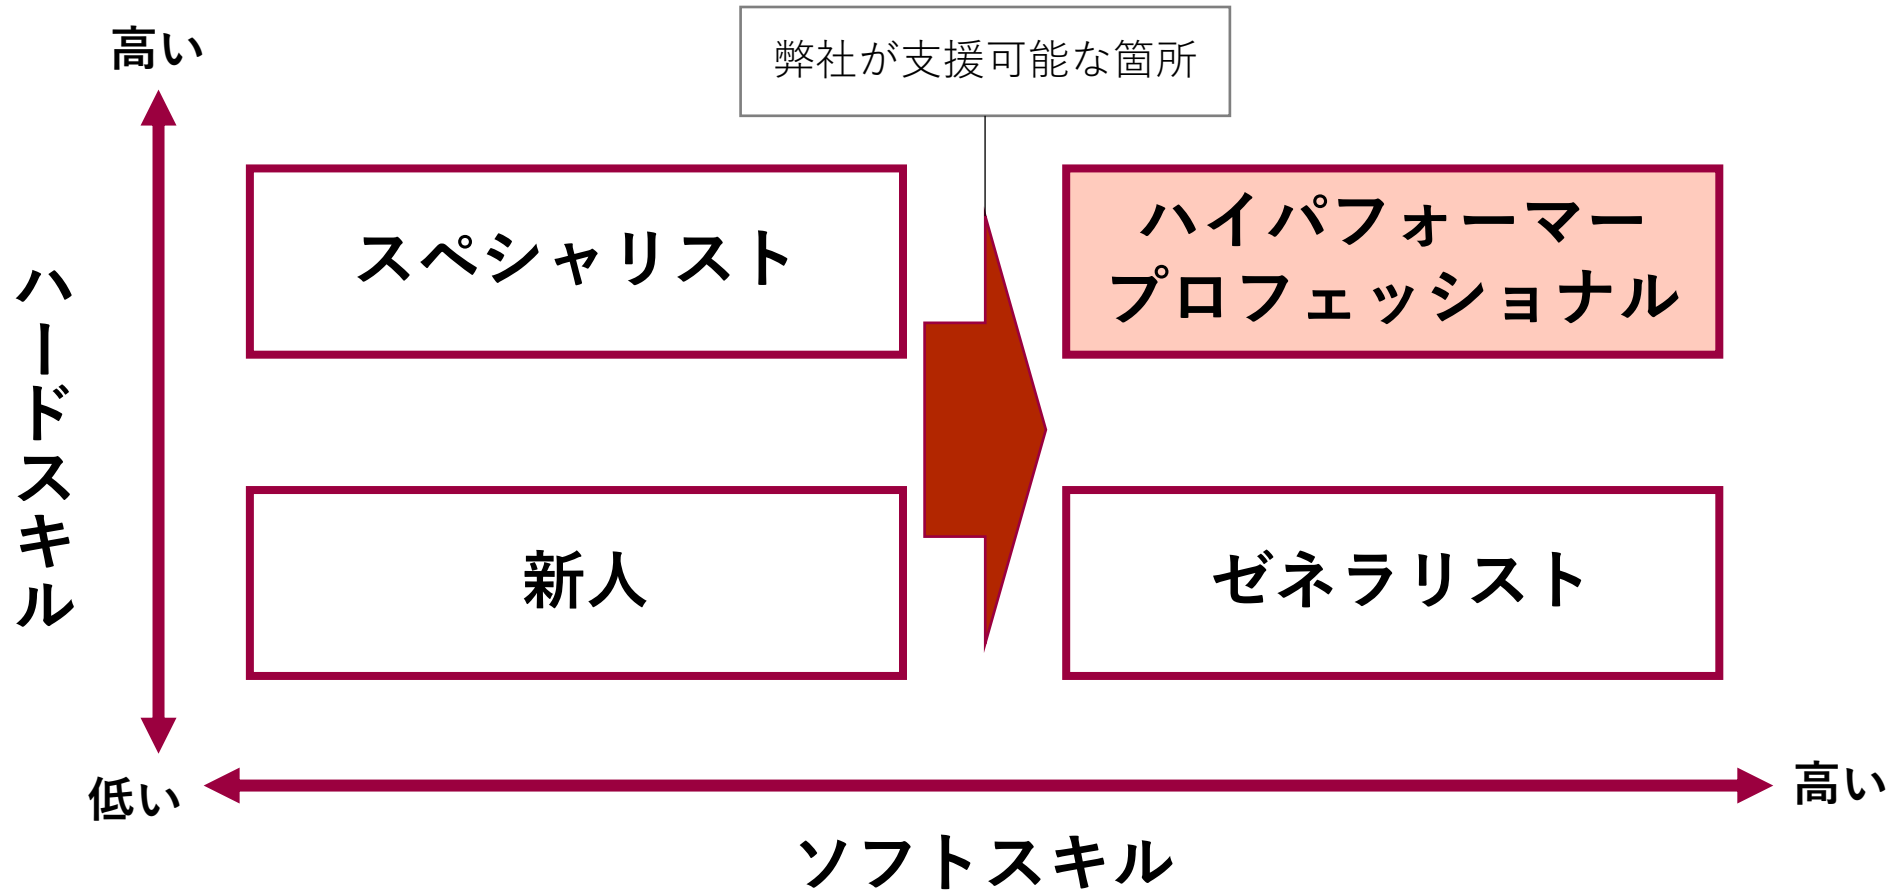 高い
弊社が支援可能な箇所
スペシャリスト
ハイパフォーマー
プロフェッショナル
ハードスキル
新人
ゼネラリスト
低い
高い
ソフトスキル